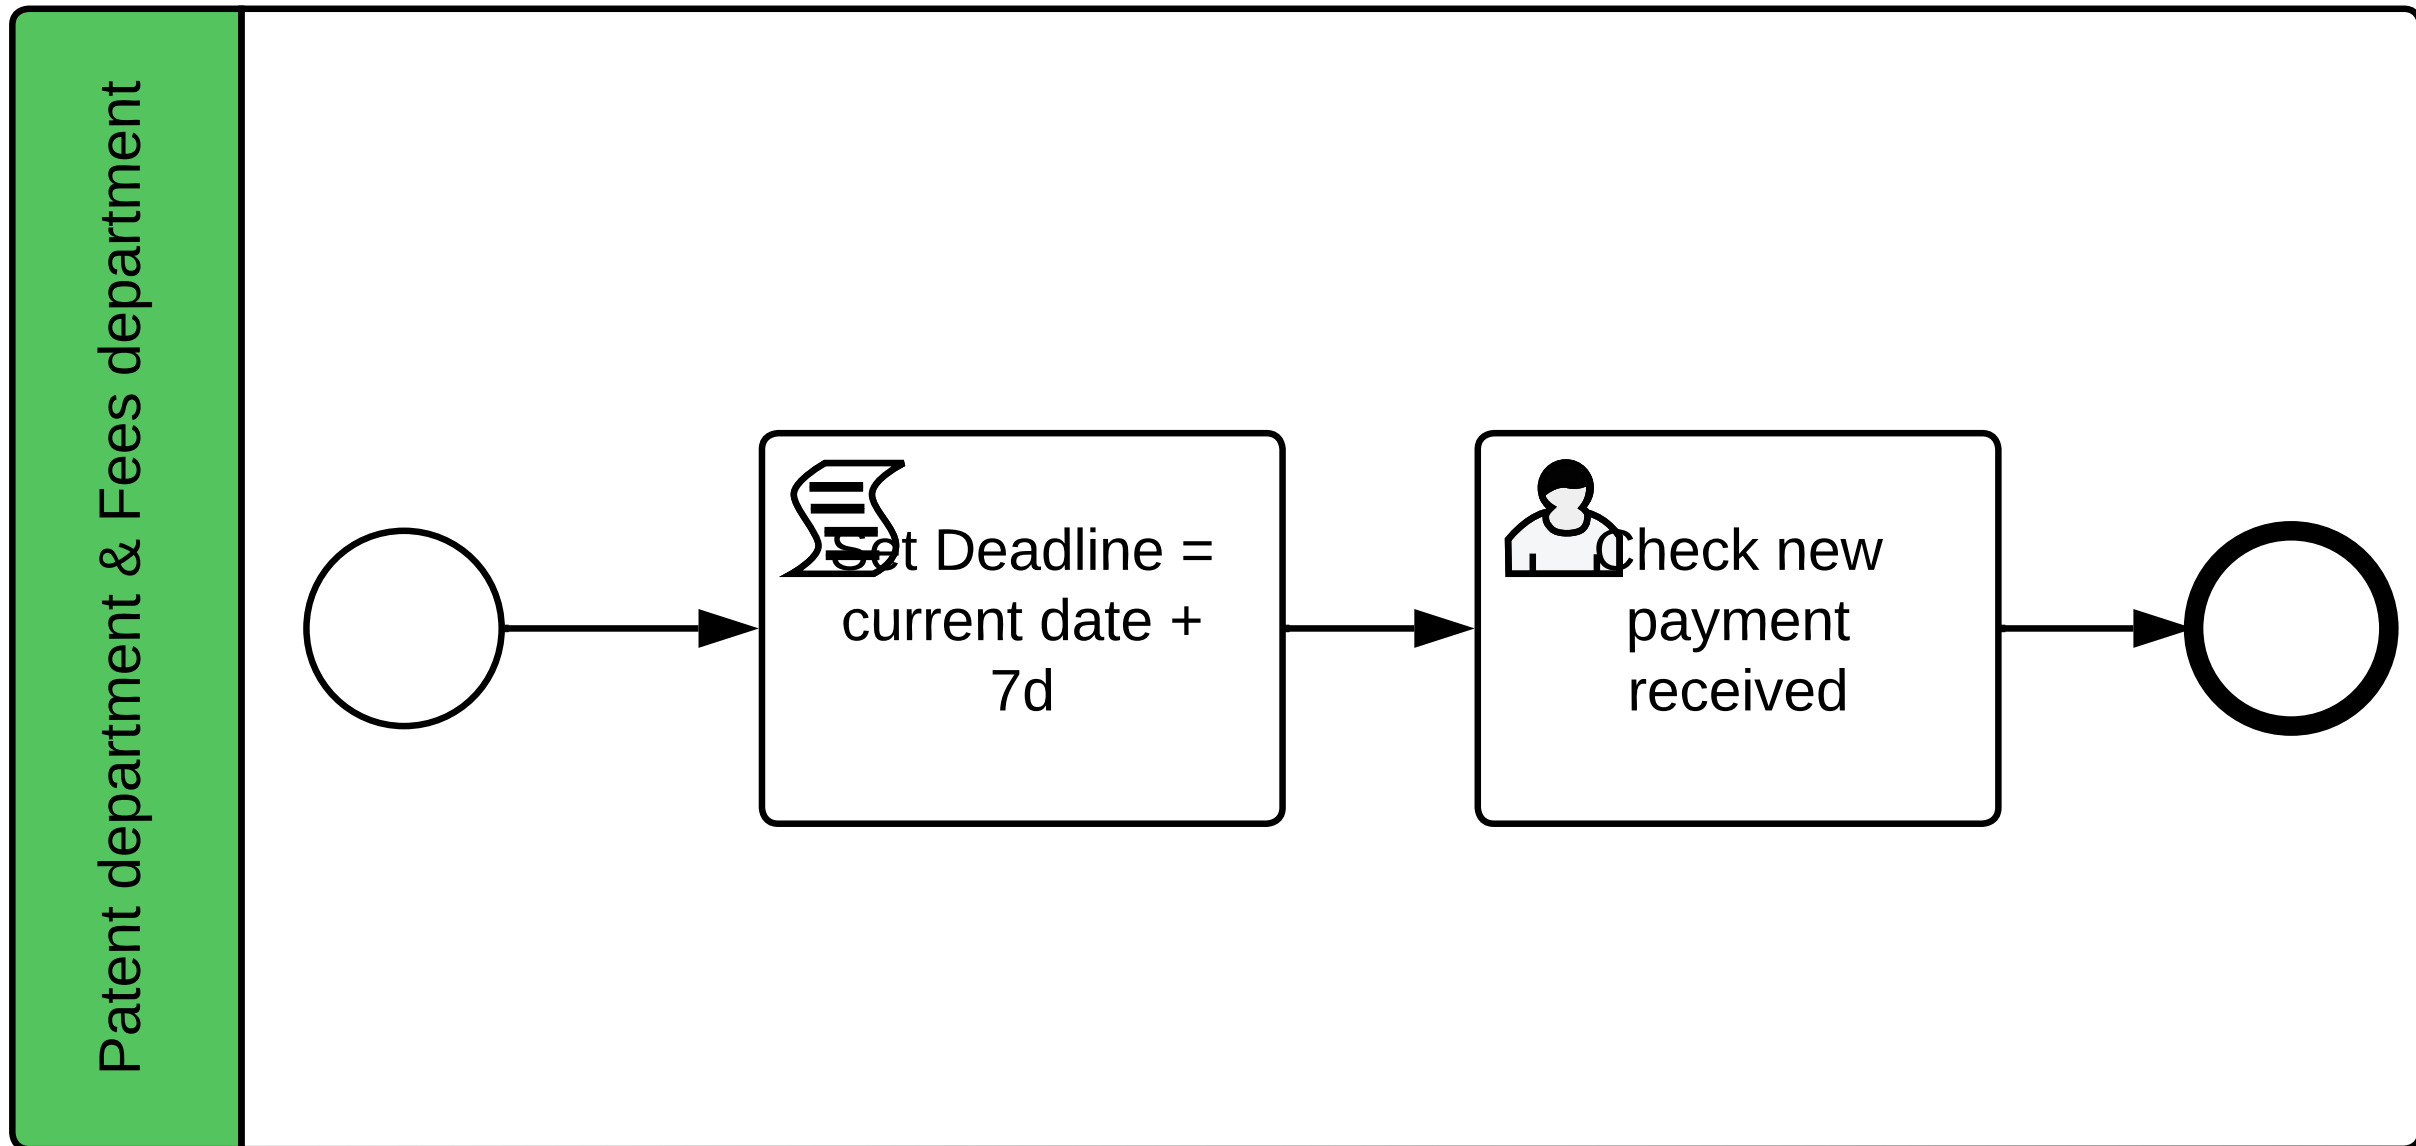 Patent department & Fees department
Set Deadline =
current date +
7d
Check new
payment
received